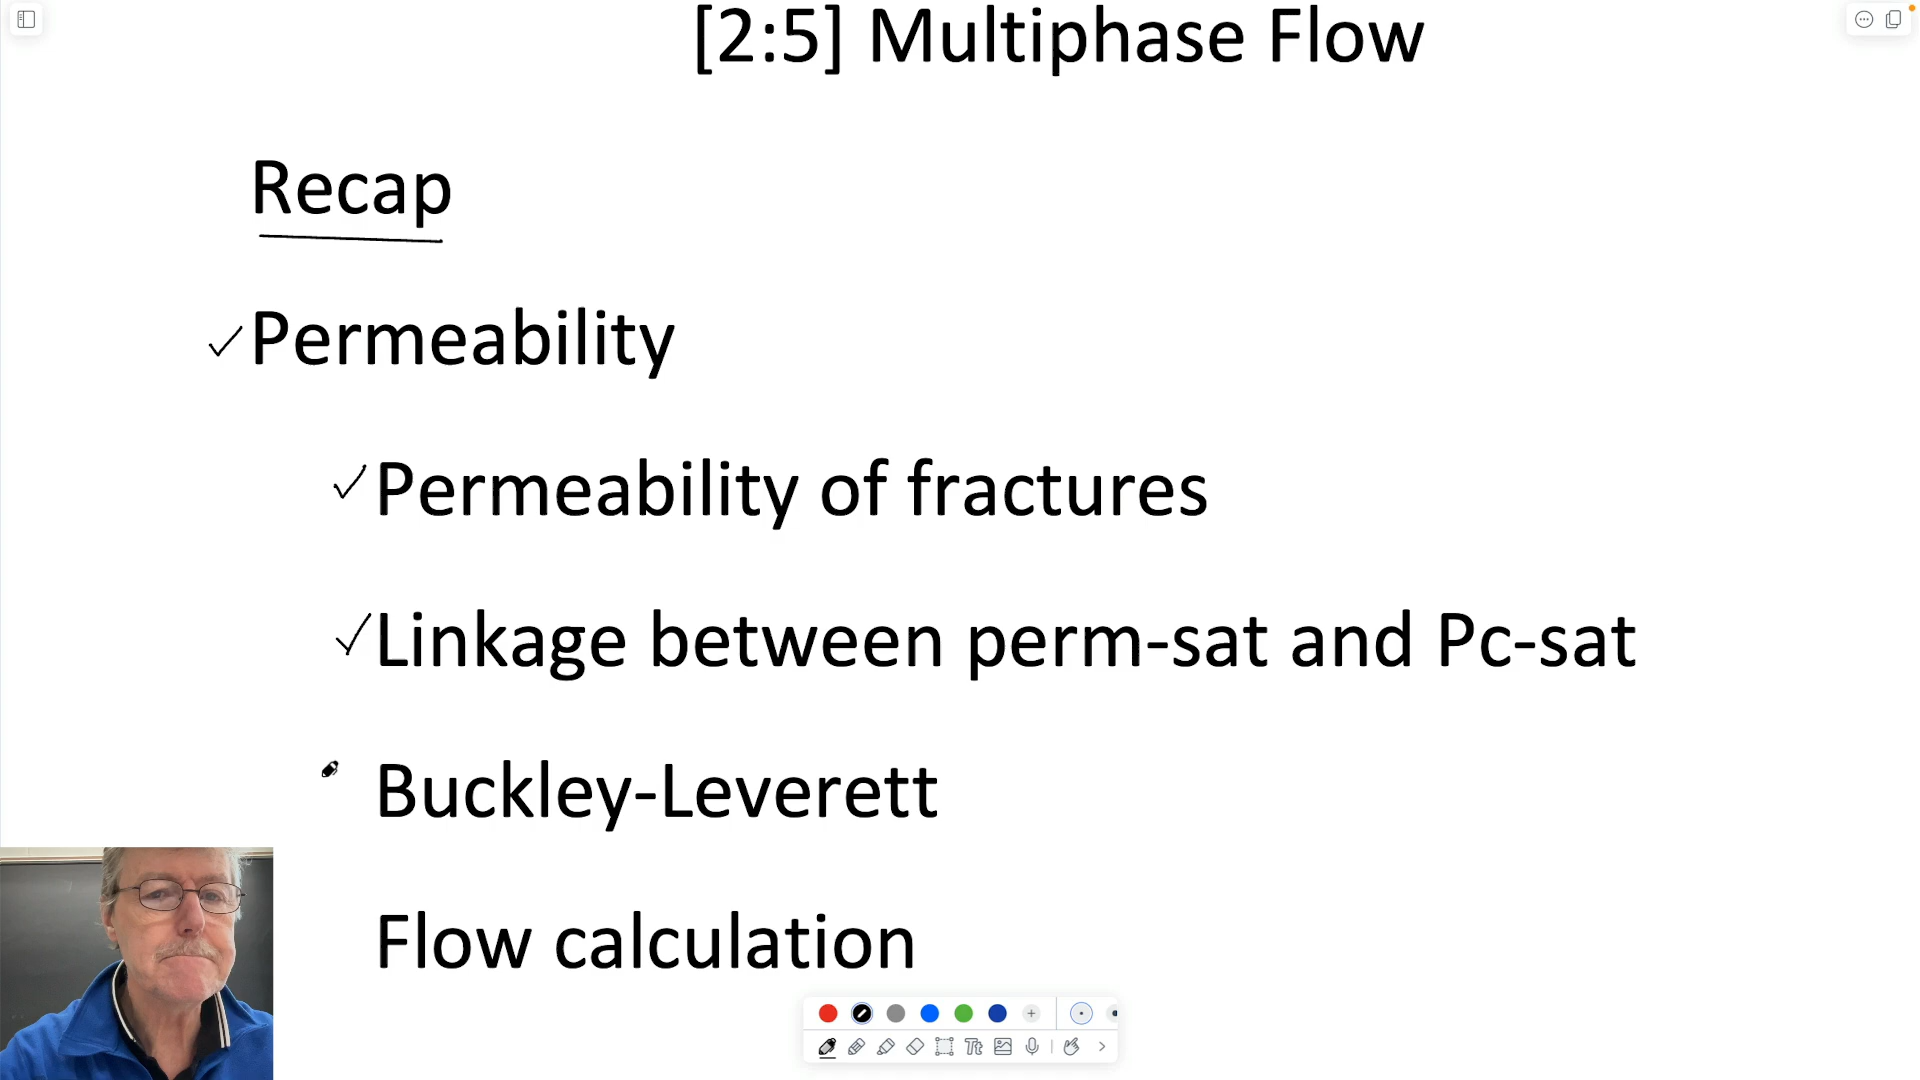 [2:5] Multiphase Flow
Recap
Permeability
Permeability of fractures
Linkage between perm-sat and Pc-sat
Buckley-Leverett
Flow calculation
Tt